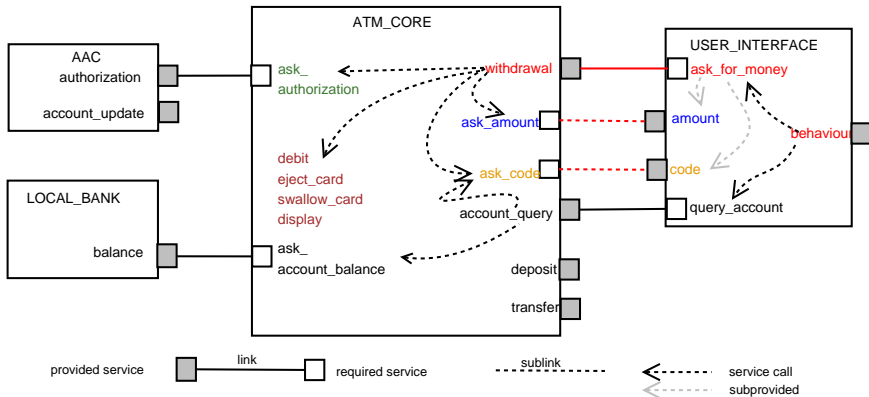 ATM_CORE
AAC
authorization
account_update
ask_
authorization
withdrawal
USER_INTERFACE
ask_for_money
ask_amount
amount
behaviour
debit
eject_card
swallow_card
display
ask_code
code
LOCAL_BANK
balance
account_query
query_account
ask_
account_balance
deposit
transfer
provided service
link
required service
sublink
service call
subprovided